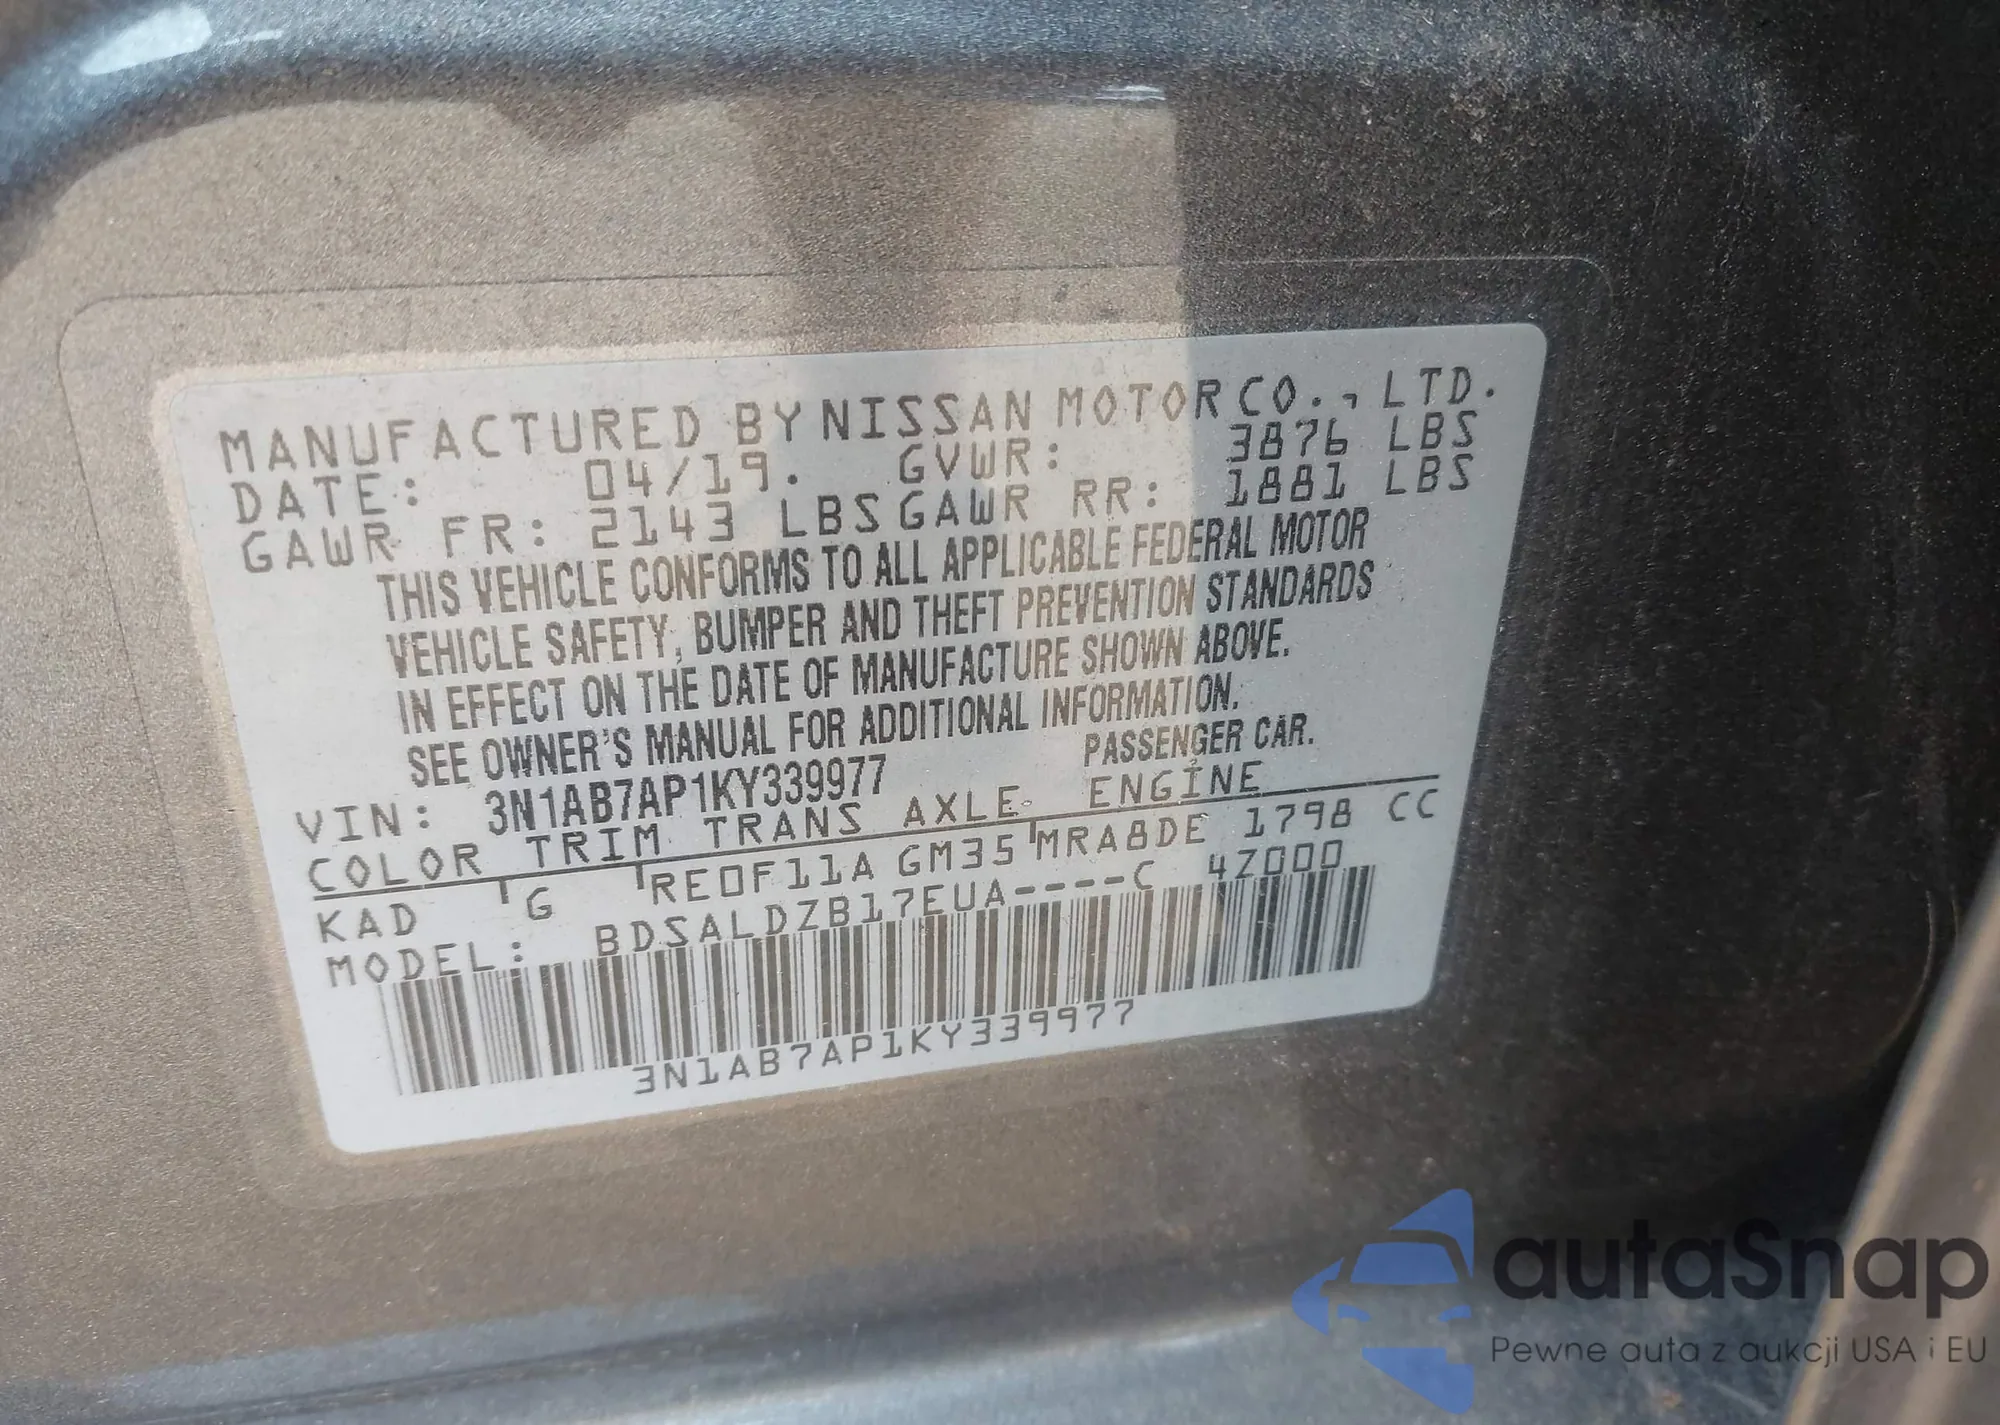 MANUFACTURED BY NISSAN MOTOR CO., LTD.
DATE: 04/19. GVWR: 3876 LBS
GAWR FR: 2143 LBS GAWR RR: 1881 LBS
THIS VEHICLE CONFORMS TO ALL APPLICABLE FEDERAL MOTOR
VEHICLE SAFETY, BUMPER AND THEFT PREVENTION STANDARDS
IN EFFECT ON THE DATE OF MANUFACTURE SHOWN ABOVE.
SEE OWNER'S MANUAL FOR ADDITIONAL INFORMATION.
VIN: 3N1AB7AP1KY339977 PASSENGER CAR.
COLOR TRIM TRANS AXLE ENGINE
KAD G RE0F11A GM35 MRA8DE 1798 CC
MODEL: BDSALDZB17EUA----C 4Z000
3N1AB7AP1KY339977
autaSnap
Pewne auta z aukcji USA i EU